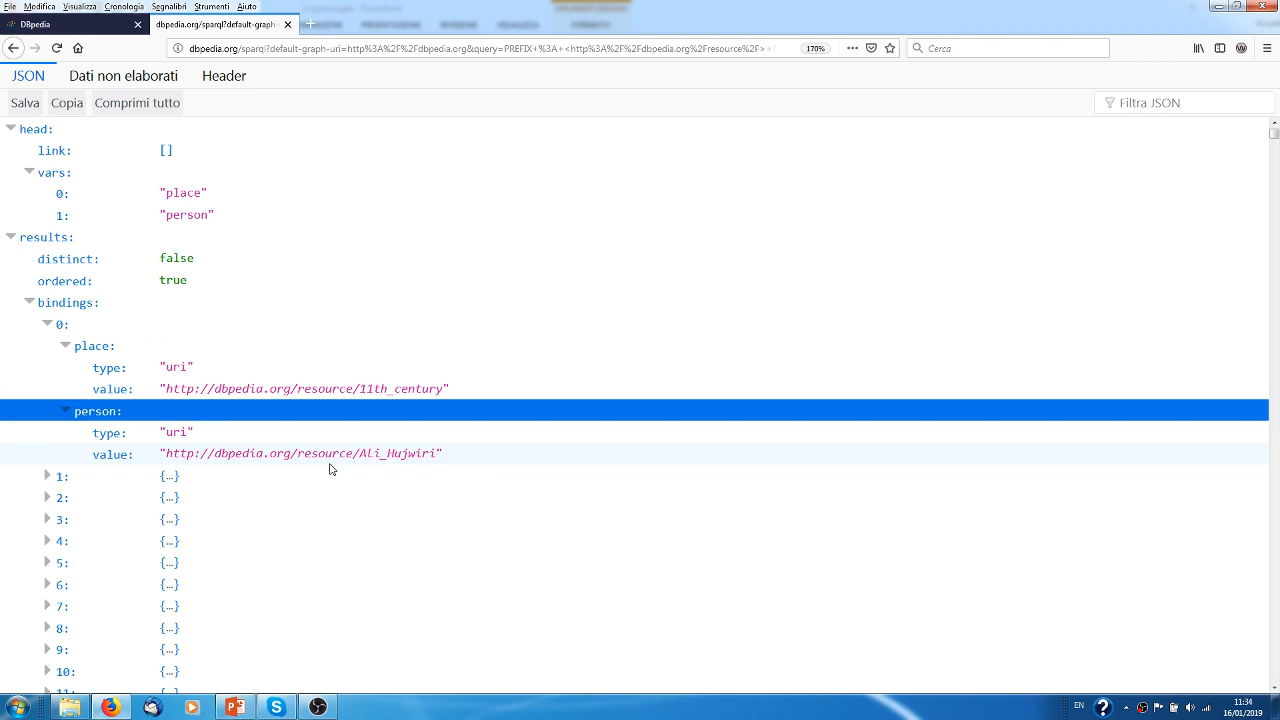 File Modifica Visualizza Cronologia Segnalibri Strumenti Aiuto
DBpedia dbpedia.org/sparql?default-graph-
dbpedia.org/sparql?default-graph-uri=http%3A%2F%2Fdbpedia.org&query=PREFIX+%3A+<http%3A%2F%2Fdbpedia.org%2Fresource%2F>+ 170% Cerca
JSON Dati non elaborati Header
Salva Copia Comprimi tutto Filtra JSON
head:
link: []
vars:
0: "place"
1: "person"
results:
distinct: false
ordered: true
bindings:
0:
place:
type: "uri"
value: "http://dbpedia.org/resource/11th_century"
person:
type: "uri"
value: "http://dbpedia.org/resource/Ali_Hujwiri"
1: {…}
2: {…}
3: {…}
4: {…}
5: {…}
6: {…}
7: {…}
8: {…}
9: {…}
10: {…}
11:
EN 11:34
16/01/2019